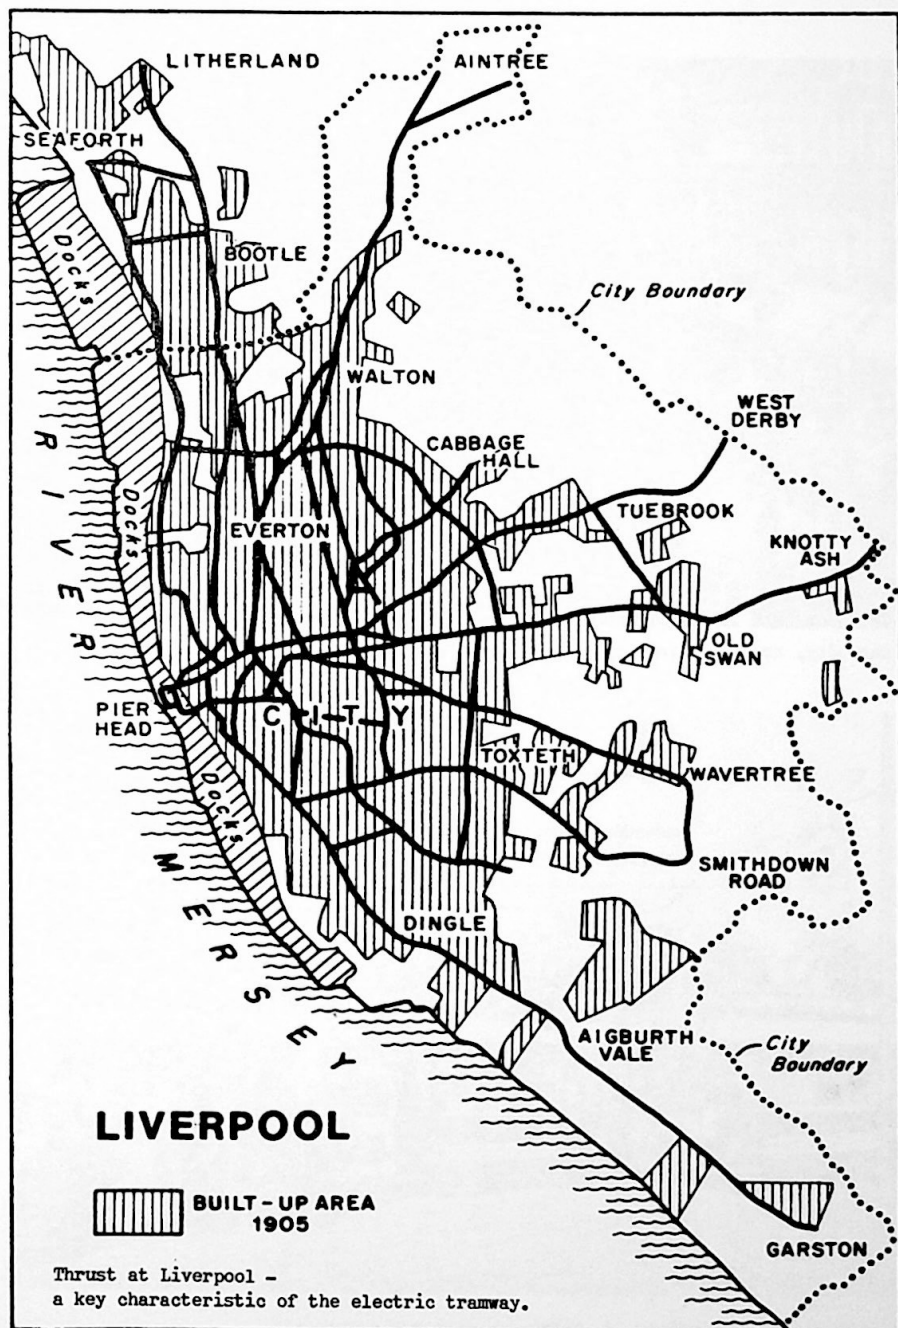 LITHERLAND
AINTREE
SEAFORTH
DOCKS
BOOTLE
City Boundary
WALTON
WEST
DERBY
CABBAGE
HALL
TUEBROOK
RIVER
DOCKS
EVERTON
KNOTTY
ASH
OLD
SWAN
PIER
HEAD
CITY
TOXTETH
WAVERTREE
DOCKS
SMITHDOWN
ROAD
MERSEY
DINGLE
AIGBURTH
VALE
City
Boundary
LIVERPOOL
BUILT-UP AREA
1905
GARSTON
Thrust at Liverpool -
a key characteristic of the electric tramway.